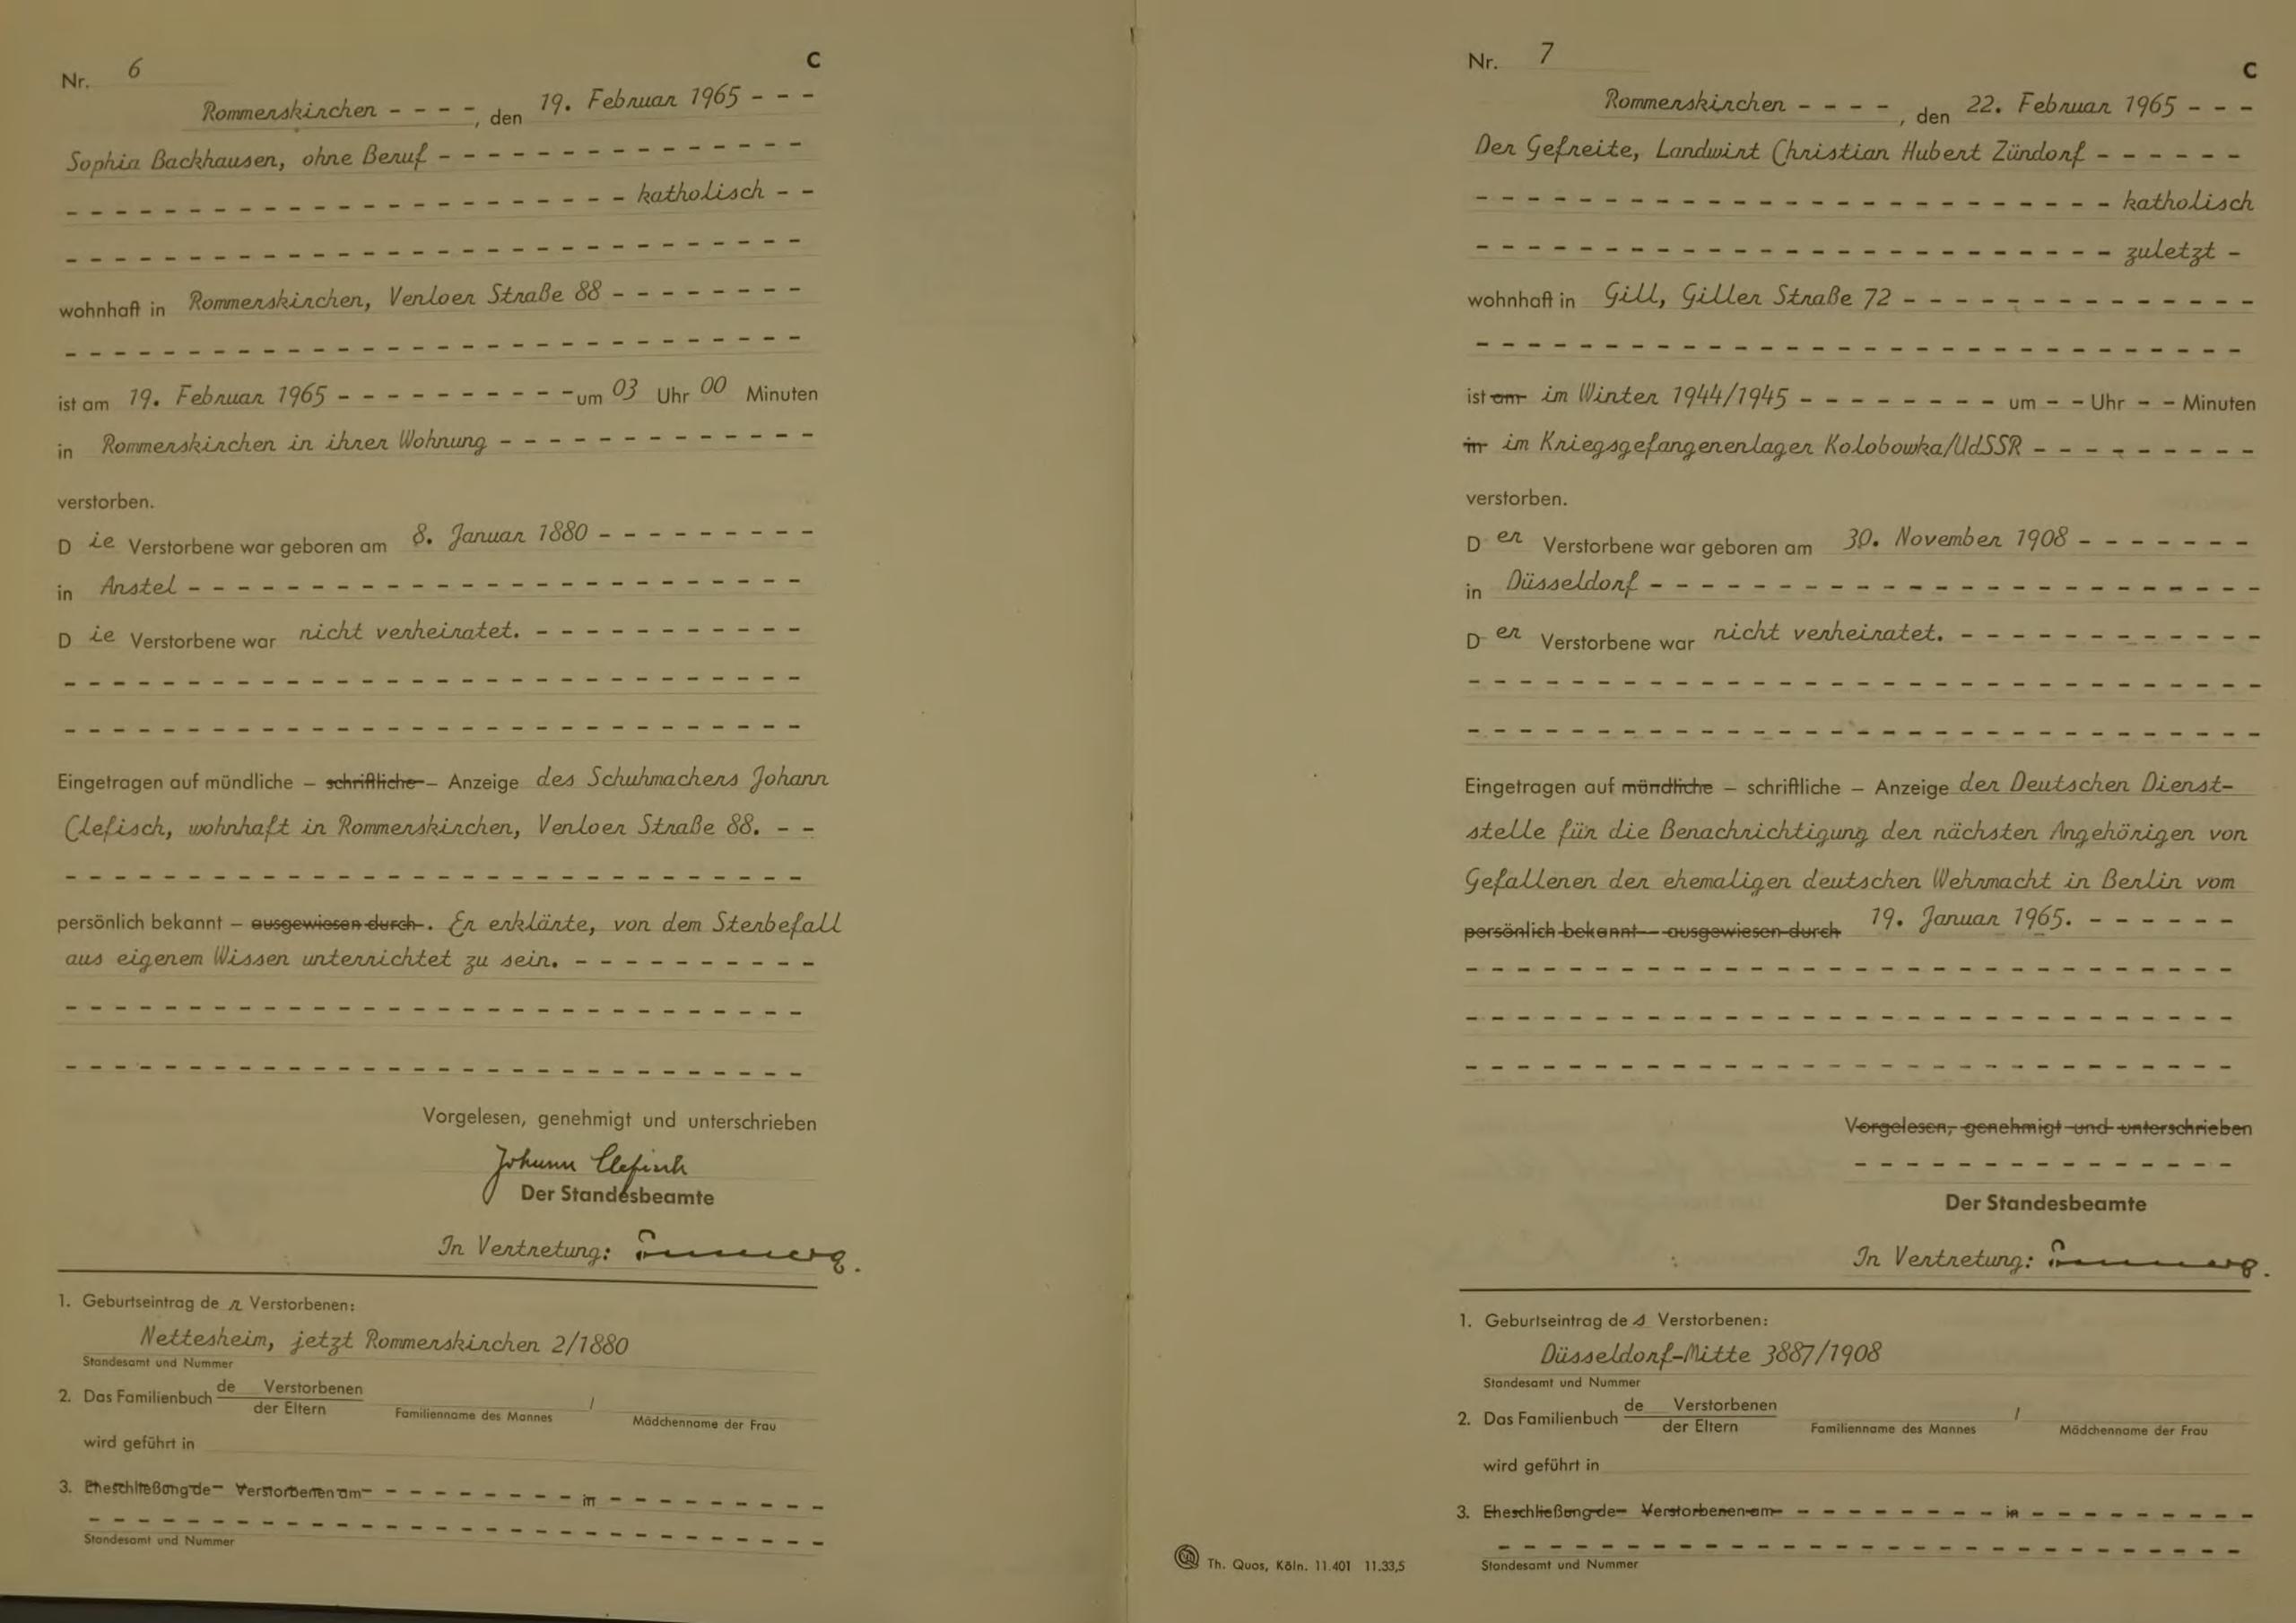 Nr. 6 C
Rommerskirchen - - - -, den 19. Februar 1965 - - -
Sophia Backhausen, ohne Beruf - - - - - - - - - - - - - - -
- - - - - - - - - - - - - - - - - - - - - - - katholisch - -
wohnhaft in Rommerskirchen, Venloer Straße 88 - - - - - - - -
ist am 19. Februar 1965 - - - - - - - - - - um 03 Uhr 00 Minuten
in Rommerskirchen in ihrer Wohnung - - - - - - - - - - - - -
verstorben.
Die Verstorbene war geboren am 8. Januar 1880 - - - - - - - - -
in Anstel - - - - - - - - - - - - - - - - - - - - - - - - -
Die Verstorbene war nicht verheiratet. - - - - - - - - - - -
Eingetragen auf mündliche – schriftliche – Anzeige des Schuhmachers Johann
Clefisch, wohnhaft in Rommerskirchen, Venloer Straße 88. - -
persönlich bekannt – ausgewiesen durch. Er erklärte, von dem Sterbefall
aus eigenem Wissen unterrichtet zu sein. - - - - - - - - - -
Vorgelesen, genehmigt und unterschrieben
Johann Clefisch
Der Standesbeamte
In Vertretung:
1. Geburtseintrag der Verstorbenen:
Nettesheim, jetzt Rommerskirchen 2/1880
Standesamt und Nummer
2. Das Familienbuch de Verstorbenen
der Eltern Familienname des Mannes / Mädchenname der Frau
wird geführt in
3. Eheschließung de Verstorbenen am - - - - - - - - in - - - - - - - - -
Standesamt und Nummer
Nr. 7 C
Rommerskirchen - - - -, den 22. Februar 1965 - - -
Der Gefreite, Landwirt Christian Hubert Zündorf - - - - - -
- - - - - - - - - - - - - - - - - - - - - - - - - katholisch
- - - - - - - - - - - - - - - - - - - - - - - - - zuletzt -
wohnhaft in Gill, Giller Straße 72 - - - - - - - - - - - - - -
ist am im Winter 1944/1945 - - - - - - - - um - - Uhr - - Minuten
in im Kriegsgefangenenlager Kolobowka/UdSSR - - - - - - - - -
verstorben.
Der Verstorbene war geboren am 30. November 1908 - - - - - - -
in Düsseldorf - - - - - - - - - - - - - - - - - - - - - - - -
Der Verstorbene war nicht verheiratet. - - - - - - - - - - - -
Eingetragen auf mündliche – schriftliche – Anzeige der Deutschen Dienst-
stelle für die Benachrichtigung der nächsten Angehörigen von
Gefallenen der ehemaligen deutschen Wehrmacht in Berlin vom
persönlich bekannt – ausgewiesen durch 19. Januar 1965. - - - - - -
Vorgelesen, genehmigt und unterschrieben
Der Standesbeamte
In Vertretung:
1. Geburtseintrag des Verstorbenen:
Düsseldorf-Mitte 3887/1908
Standesamt und Nummer
2. Das Familienbuch de Verstorbenen
der Eltern Familienname des Mannes / Mädchenname der Frau
wird geführt in
3. Eheschließung de Verstorbenen am - - - - - - - - in - - - - - - - - -
Standesamt und Nummer
Th. Quos, Köln. 11.401 11.33,5